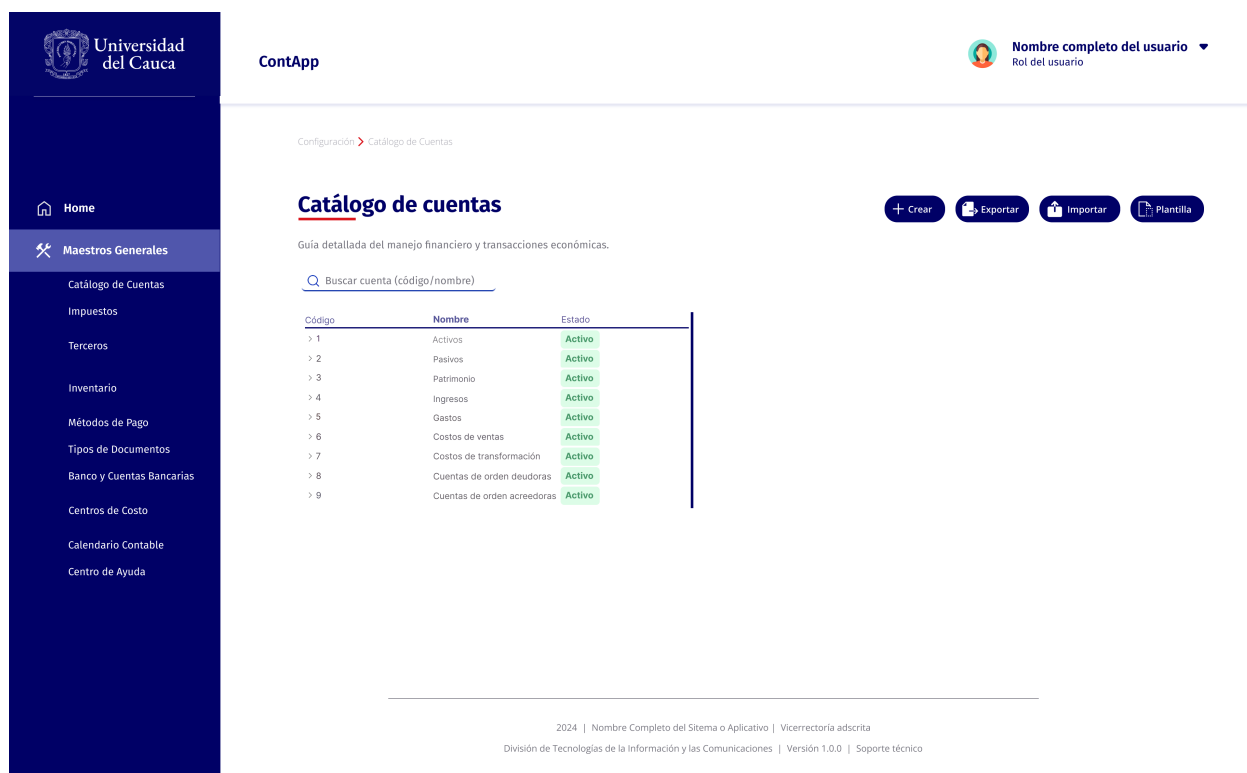 Universidad
del Cauca
ContApp
Nombre completo del usuario
Rol del usuario
Configuración > Catálogo de Cuentas
Home
Maestros Generales
Catálogo de Cuentas
Impuestos
Terceros
Inventario
Métodos de Pago
Tipos de Documentos
Banco y Cuentas Bancarias
Centros de Costo
Calendario Contable
Centro de Ayuda
Catálogo de cuentas
+ Crear
Exportar
Importar
Plantilla
Guía detallada del manejo financiero y transacciones económicas.
Buscar cuenta (código/nombre)
Código Nombre Estado
> 1 Activos Activo
> 2 Pasivos Activo
> 3 Patrimonio Activo
> 4 Ingresos Activo
> 5 Gastos Activo
> 6 Costos de ventas Activo
> 7 Costos de transformación Activo
> 8 Cuentas de orden deudoras Activo
> 9 Cuentas de orden acreedoras Activo
2024 | Nombre Completo del Sitema o Aplicativo | Vicerrectoría adscrita
División de Tecnologías de la Información y las Comunicaciones | Versión 1.0.0 | Soporte técnico